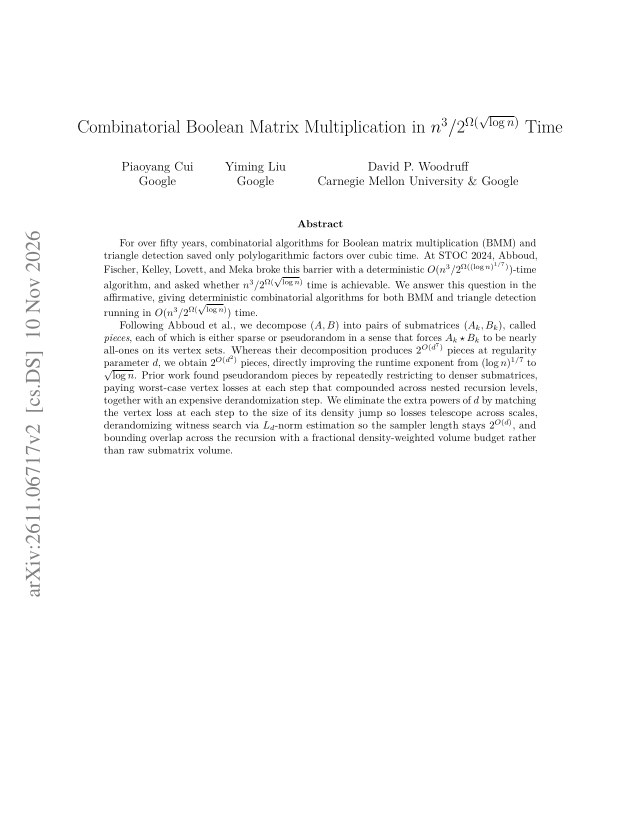 Combinatorial Boolean Matrix Multiplication in n^3/2^{Ω(√log n)} Time
Piaoyang Cui Yiming Liu David P. Woodruff
Google Google Carnegie Mellon University & Google
Abstract
For over fifty years, combinatorial algorithms for Boolean matrix multiplication (BMM) and
triangle detection saved only polylogarithmic factors over cubic time. At STOC 2024, Abboud,
Fischer, Kelley, Lovett, and Meka broke this barrier with a deterministic O(n^3/2^{Ω((log n)^{1/7})})-time
algorithm, and asked whether n^3/2^{Ω(√log n)} time is achievable. We answer this question in the
affirmative, giving deterministic combinatorial algorithms for both BMM and triangle detection
running in O(n^3/2^{Ω(√log n)}) time.
Following Abboud et al., we decompose (A, B) into pairs of submatrices (A_k, B_k), called
pieces, each of which is either sparse or pseudorandom in a sense that forces A_k ⋆ B_k to be nearly
all-ones on its vertex sets. Whereas their decomposition produces 2^{O(d^7)} pieces at regularity
parameter d, we obtain 2^{O(d^2)} pieces, directly improving the runtime exponent from (log n)^{1/7} to
√log n. Prior work found pseudorandom pieces by repeatedly restricting to denser submatrices,
paying worst-case vertex losses at each step that compounded across nested recursion levels,
together with an expensive derandomization step. We eliminate the extra powers of d by matching
the vertex loss at each step to the size of its density jump so losses telescope across scales,
derandomizing witness search via L_d-norm estimation so the sampler length stays 2^{O(d)}, and
bounding overlap across the recursion with a fractional density-weighted volume budget rather
than raw submatrix volume.
arXiv:2611.06717v2 [cs.DS] 10 Nov 2026